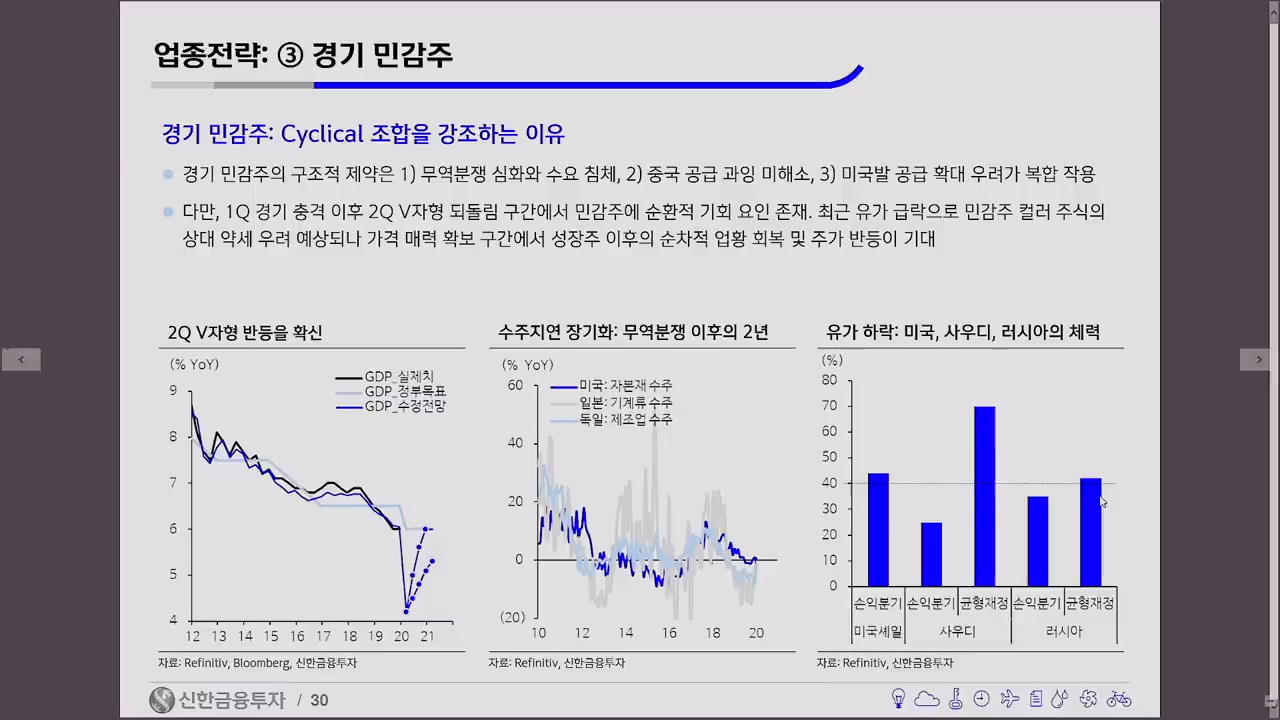 업종전략: ③ 경기 민감주
경기 민감주: Cyclical 조합을 강조하는 이유
경기 민감주의 구조적 제약은 1) 무역분쟁 심화와 수요 침체, 2) 중국 공급 과잉 미해소, 3) 미국발 공급 확대 우려가 복합 작용
다만, 1Q 경기 충격 이후 2Q V자형 되돌림 구간에서 민감주에 순환적 기회 요인 존재. 최근 유가 급락으로 민감주 컬러 주식의
상대 약세 우려 예상되나 가격 매력 확보 구간에서 성장주 이후의 순차적 업황 회복 및 주가 반등이 기대
2Q V자형 반등을 확신
(% YoY)
GDP_실제치
GDP_정부목표
GDP_수정전망
9
8
7
6
5
4
12 13 14 15 16 17 18 19 20 21
자료: Refinitiv, Bloomberg, 신한금융투자
수주지연 장기화: 무역분쟁 이후의 2년
(% YoY)
미국: 자본재 수주
일본: 기계류 수주
독일: 제조업 수주
60
40
20
0
(20)
10 12 14 16 18 20
자료: Refinitiv, 신한금융투자
유가 하락: 미국, 사우디, 러시아의 체력
(%)
80
70
60
50
40
30
20
10
0
손익분기 손익분기 균형재정 손익분기 균형재정
미국셰일 사우디 러시아
자료: Refinitiv, 신한금융투자
신한금융투자 / 30